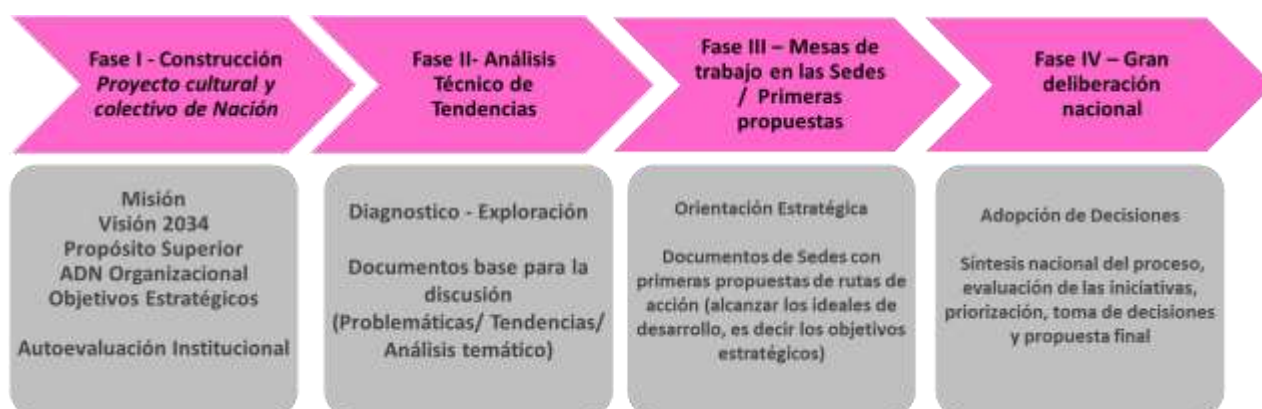 Fase I - Construcción
Proyecto cultural y
colectivo de Nación
Fase II- Análisis
Técnico de
Tendencias
Fase III – Mesas de
trabajo en las Sedes
/ Primeras
propuestas
Fase IV – Gran
deliberación
nacional
Misión
Visión 2034
Propósito Superior
ADN Organizacional
Objetivos Estratégicos
Autoevaluación Institucional
Diagnostico - Exploración
Documentos base para la
discusión
(Problemáticas/ Tendencias/
Análisis temático)
Orientación Estratégica
Documentos de Sedes con
primeras propuestas de rutas de
acción (alcanzar los ideales de
desarrollo, es decir los objetivos
estratégicos)
Adopción de Decisiones
Síntesis nacional del proceso,
evaluación de las iniciativas,
priorización, toma de decisiones
y propuesta final